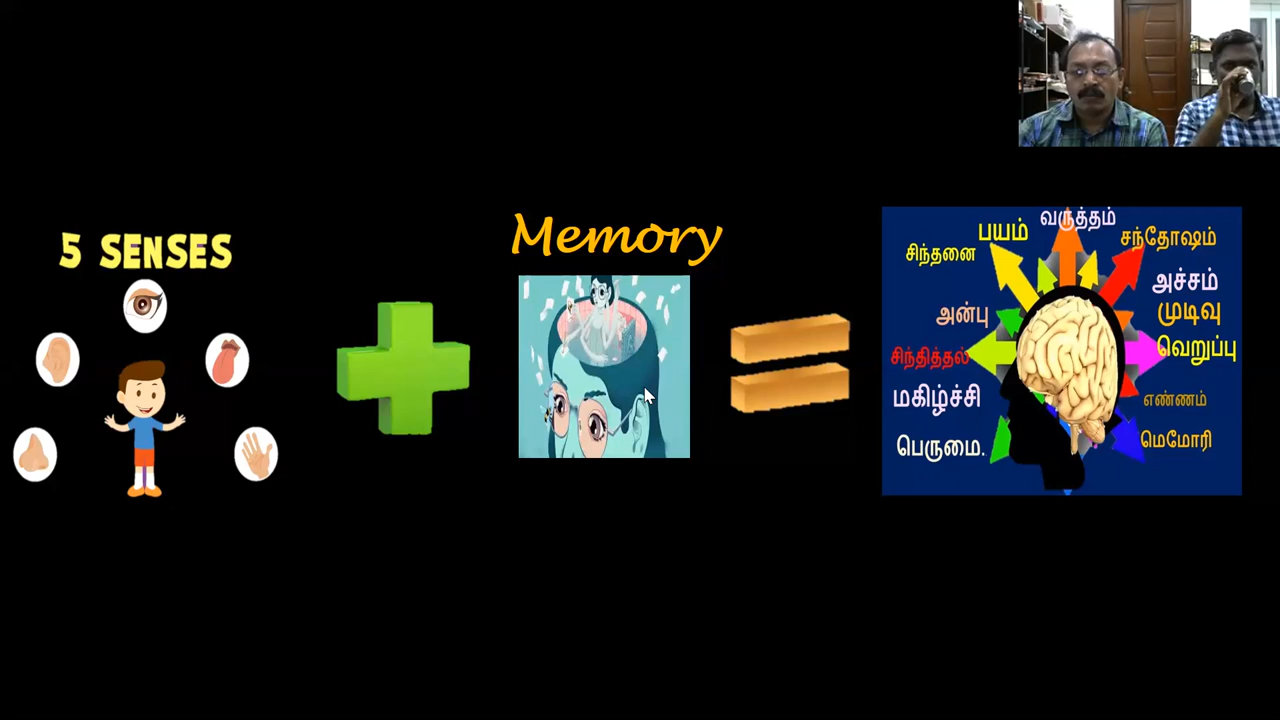 5 SENSES
Memory
வருத்தம்
பயம்
சந்தோஷம்
சிந்தனை
அச்சம்
அன்பு
முடிவு
வெறுப்பு
சிந்தித்தல்
மகிழ்ச்சி
எண்ணம்
மெமோரி
பெருமை.